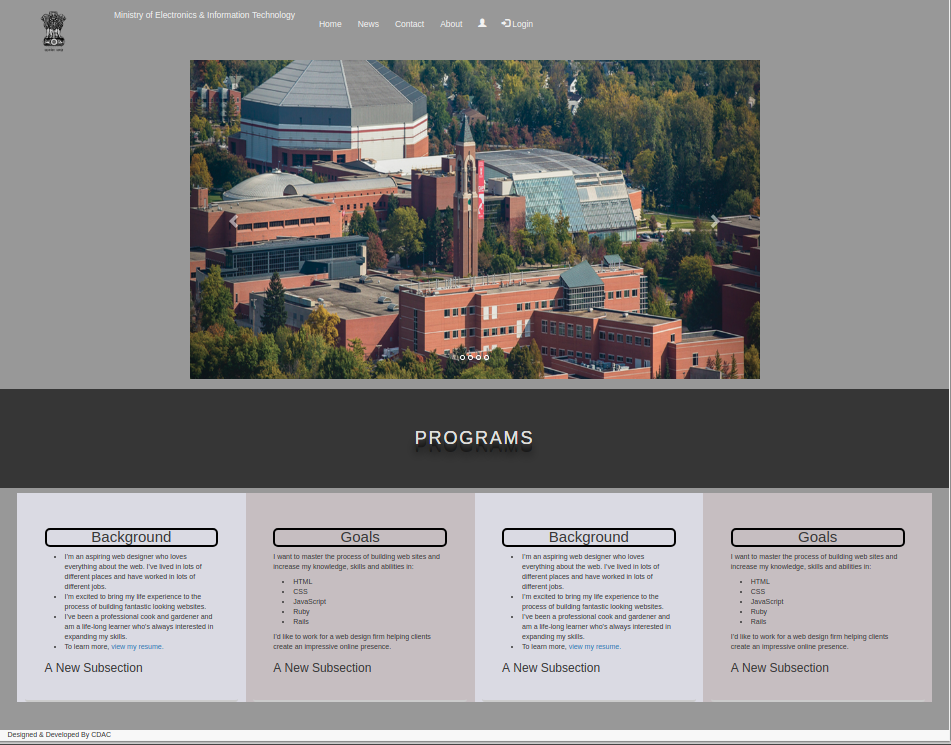 Ministry of Electronics & Information Technology
Home News Contact About Login
PROGRAMS
Background
I'm an aspiring web designer who loves
everything about the web. I've lived in lots of
different places and have worked in lots of
different jobs.
I'm excited to bring my life experience to the
process of building fantastic looking websites.
I've been a professional cook and gardener and
am a life-long learner who's always interested in
expanding my skills.
To learn more, view my resume.
A New Subsection
Goals
I want to master the process of building web sites and
increase my knowledge, skills and abilities in:
HTML
CSS
JavaScript
Ruby
Rails
I'd like to work for a web design firm helping clients
create an impressive online presence.
A New Subsection
Background
I'm an aspiring web designer who loves
everything about the web. I've lived in lots of
different places and have worked in lots of
different jobs.
I'm excited to bring my life experience to the
process of building fantastic looking websites.
I've been a professional cook and gardener and
am a life-long learner who's always interested in
expanding my skills.
To learn more, view my resume.
A New Subsection
Goals
I want to master the process of building web sites and
increase my knowledge, skills and abilities in:
HTML
CSS
JavaScript
Ruby
Rails
I'd like to work for a web design firm helping clients
create an impressive online presence.
A New Subsection
Designed & Developed By CDAC